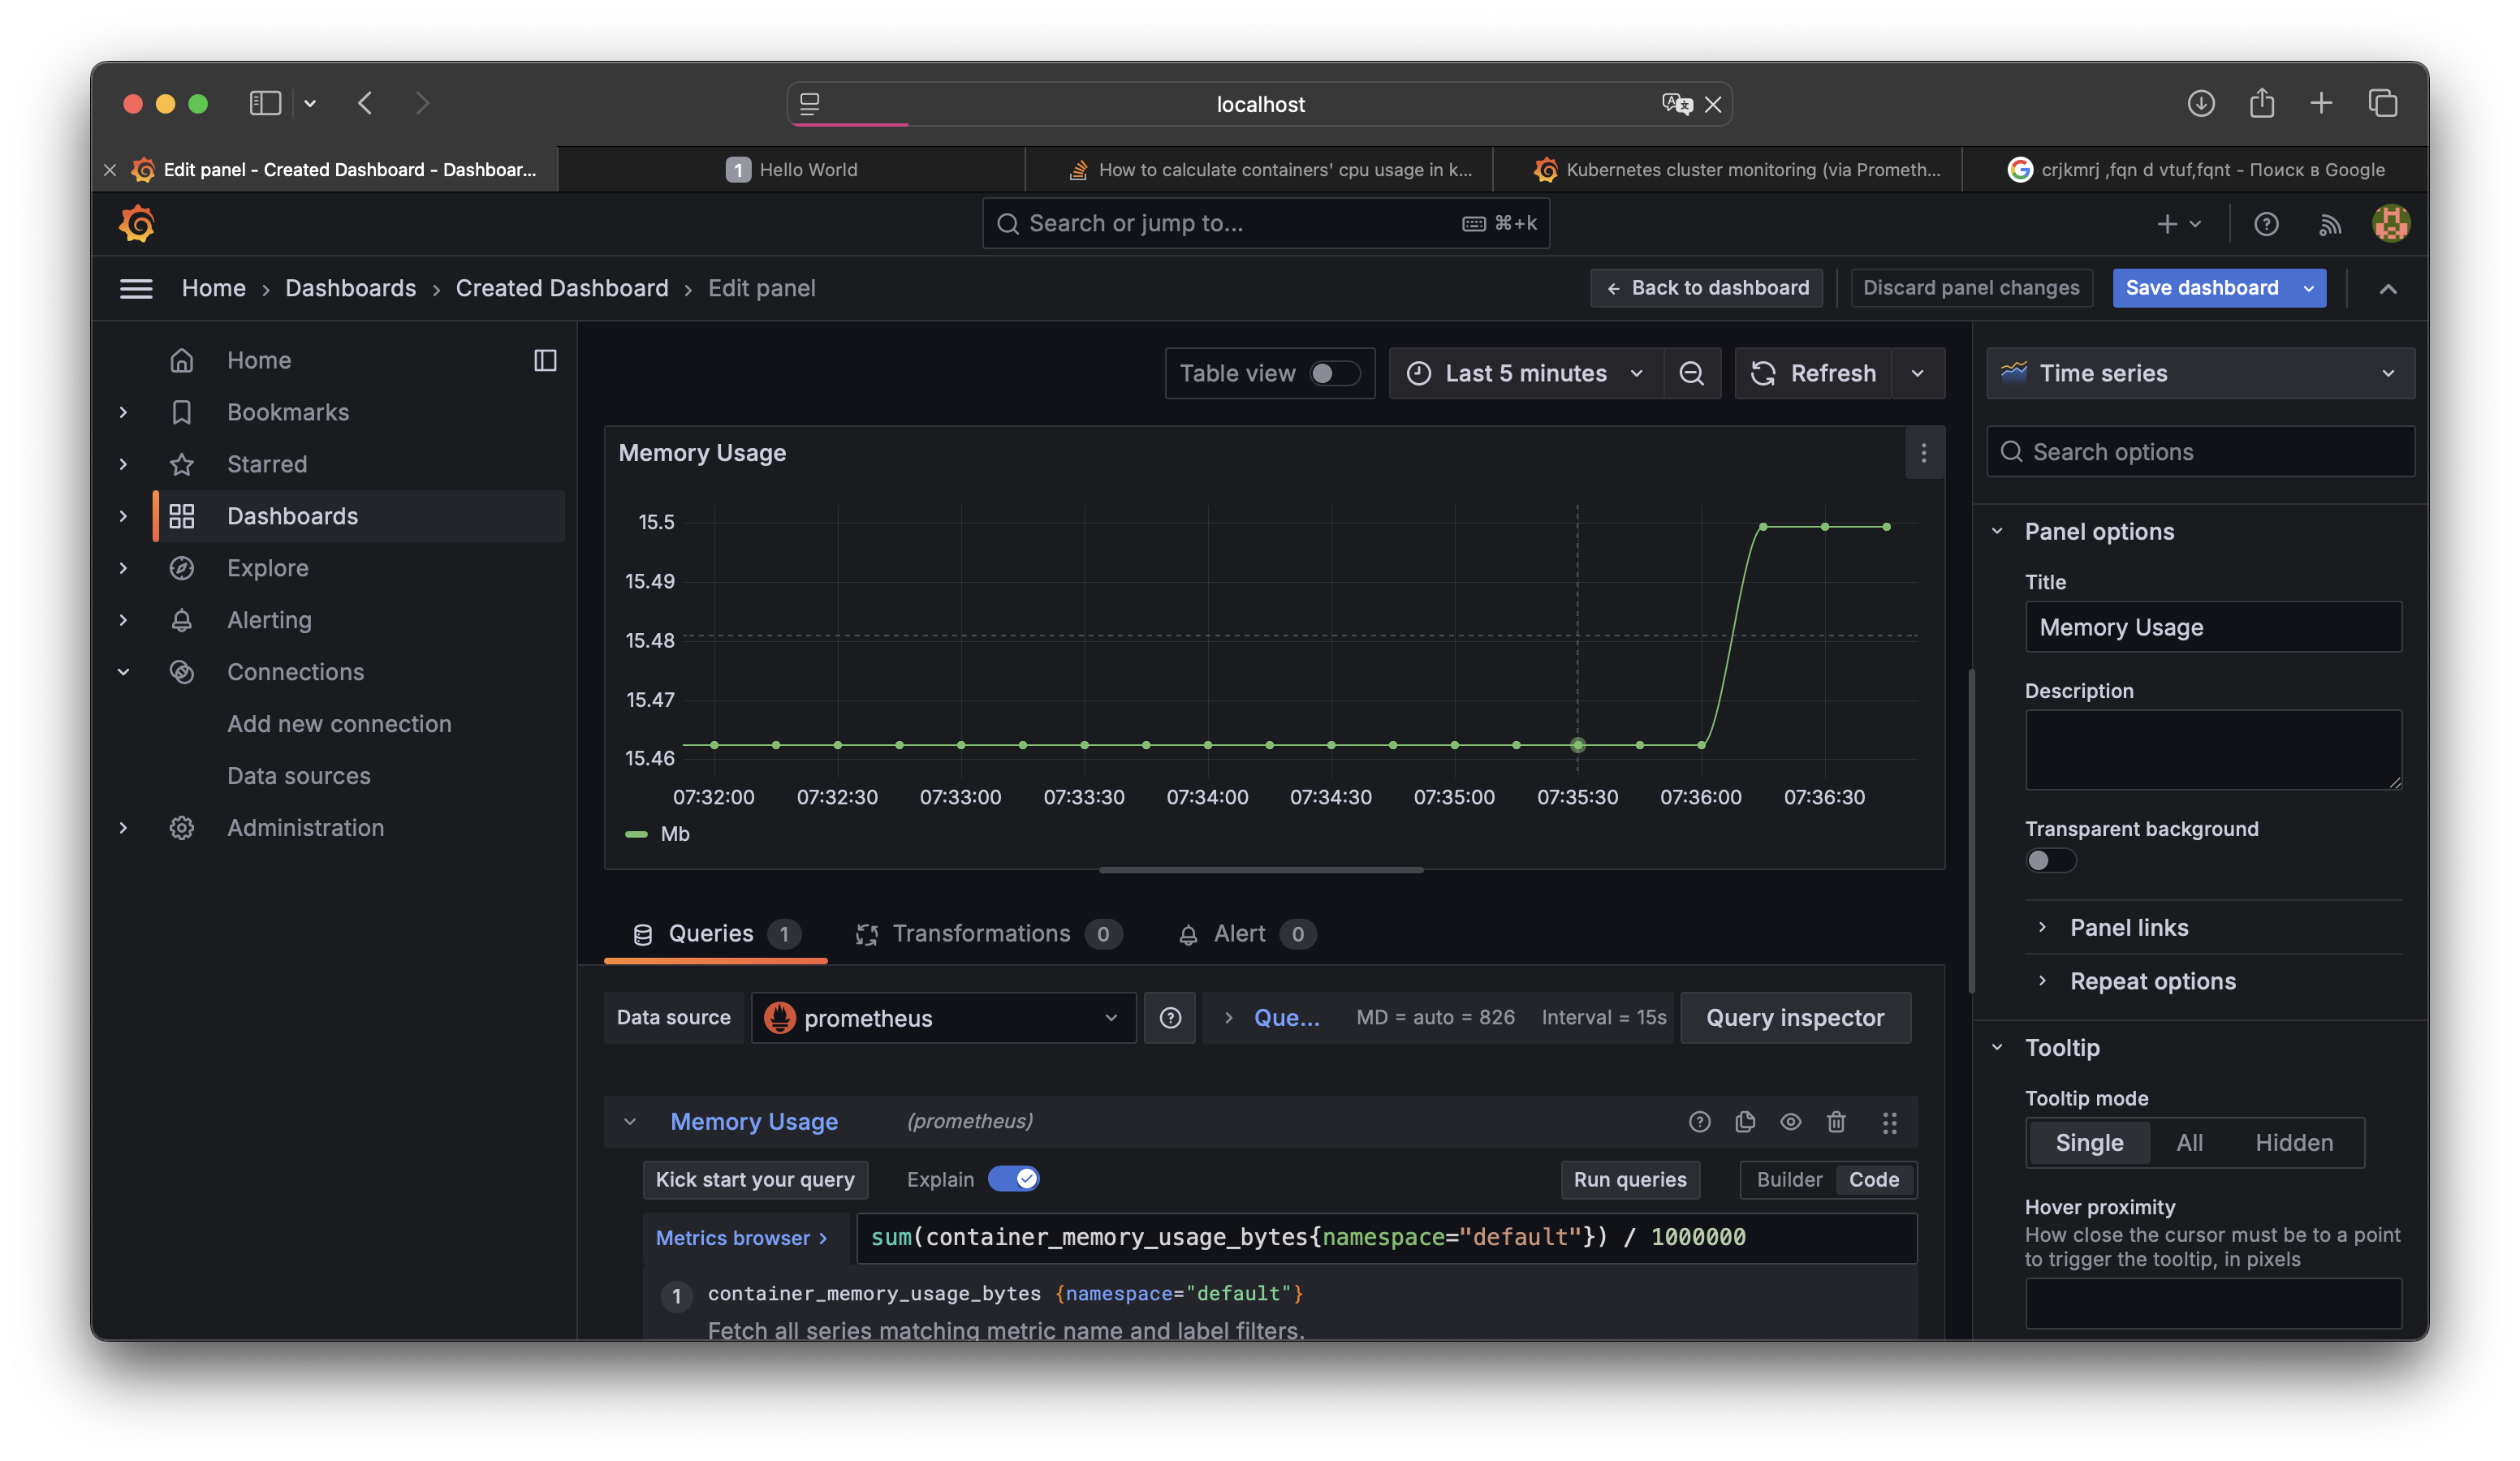 localhost
Edit panel - Created Dashboard - Dashboar...
1 Hello World
How to calculate containers' cpu usage in k...
Kubernetes cluster monitoring (via Prometh...
crjkmrj ,fqn d vtuf,fqnt - Поиск в Google
Search or jump to...
⌘+k
Home › Dashboards › Created Dashboard › Edit panel
← Back to dashboard
Discard panel changes
Save dashboard
Home
Bookmarks
Starred
Dashboards
Explore
Alerting
Connections
Add new connection
Data sources
Administration
Table view
Last 5 minutes
Refresh
Memory Usage
15.5
15.49
15.48
15.47
15.46
07:32:00 07:32:30 07:33:00 07:33:30 07:34:00 07:34:30 07:35:00 07:35:30 07:36:00 07:36:30
Mb
Queries 1
Transformations 0
Alert 0
Data source
prometheus
Que...
MD = auto = 826
Interval = 15s
Query inspector
Memory Usage (prometheus)
Kick start your query
Explain
Run queries
Builder Code
Metrics browser ›
sum(container_memory_usage_bytes{namespace="default"}) / 1000000
1 container_memory_usage_bytes {namespace="default"}
Fetch all series matching metric name and label filters.
Time series
Search options
Panel options
Title
Memory Usage
Description
Transparent background
Panel links
Repeat options
Tooltip
Tooltip mode
Single All Hidden
Hover proximity
How close the cursor must be to a point
to trigger the tooltip, in pixels